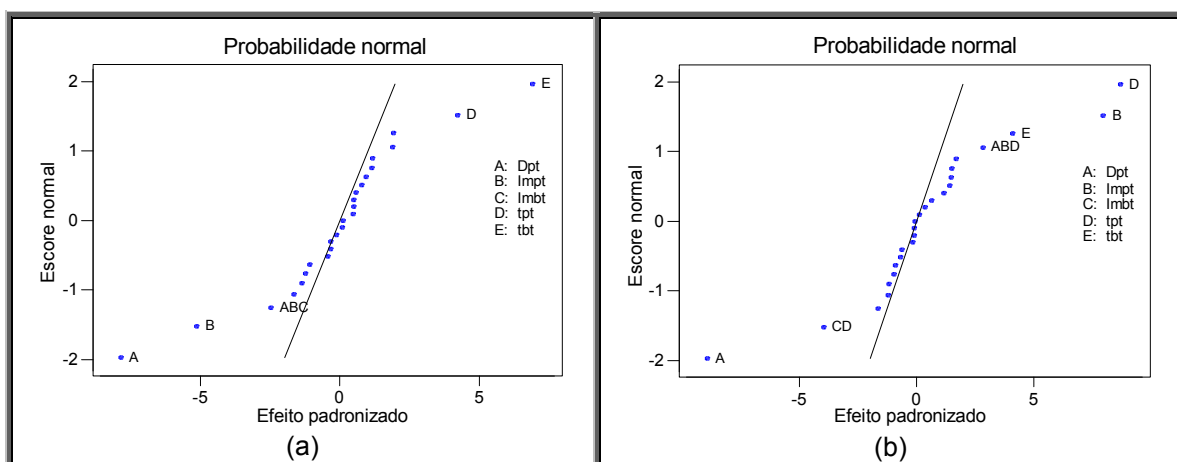 Probabilidade normal
2
1
0
-1
-2
Escore normal
-5
0
5
Efeito padronizado
E
D
ABC
B
A
A: Dpt
B: Impt
C: Imbt
D: tpt
E: tbt
(a)
Probabilidade normal
2
1
0
-1
-2
Escore normal
-5
0
5
Efeito padronizado
D
B
E
ABD
CD
A
A: Dpt
B: Impt
C: Imbt
D: tpt
E: tbt
(b)